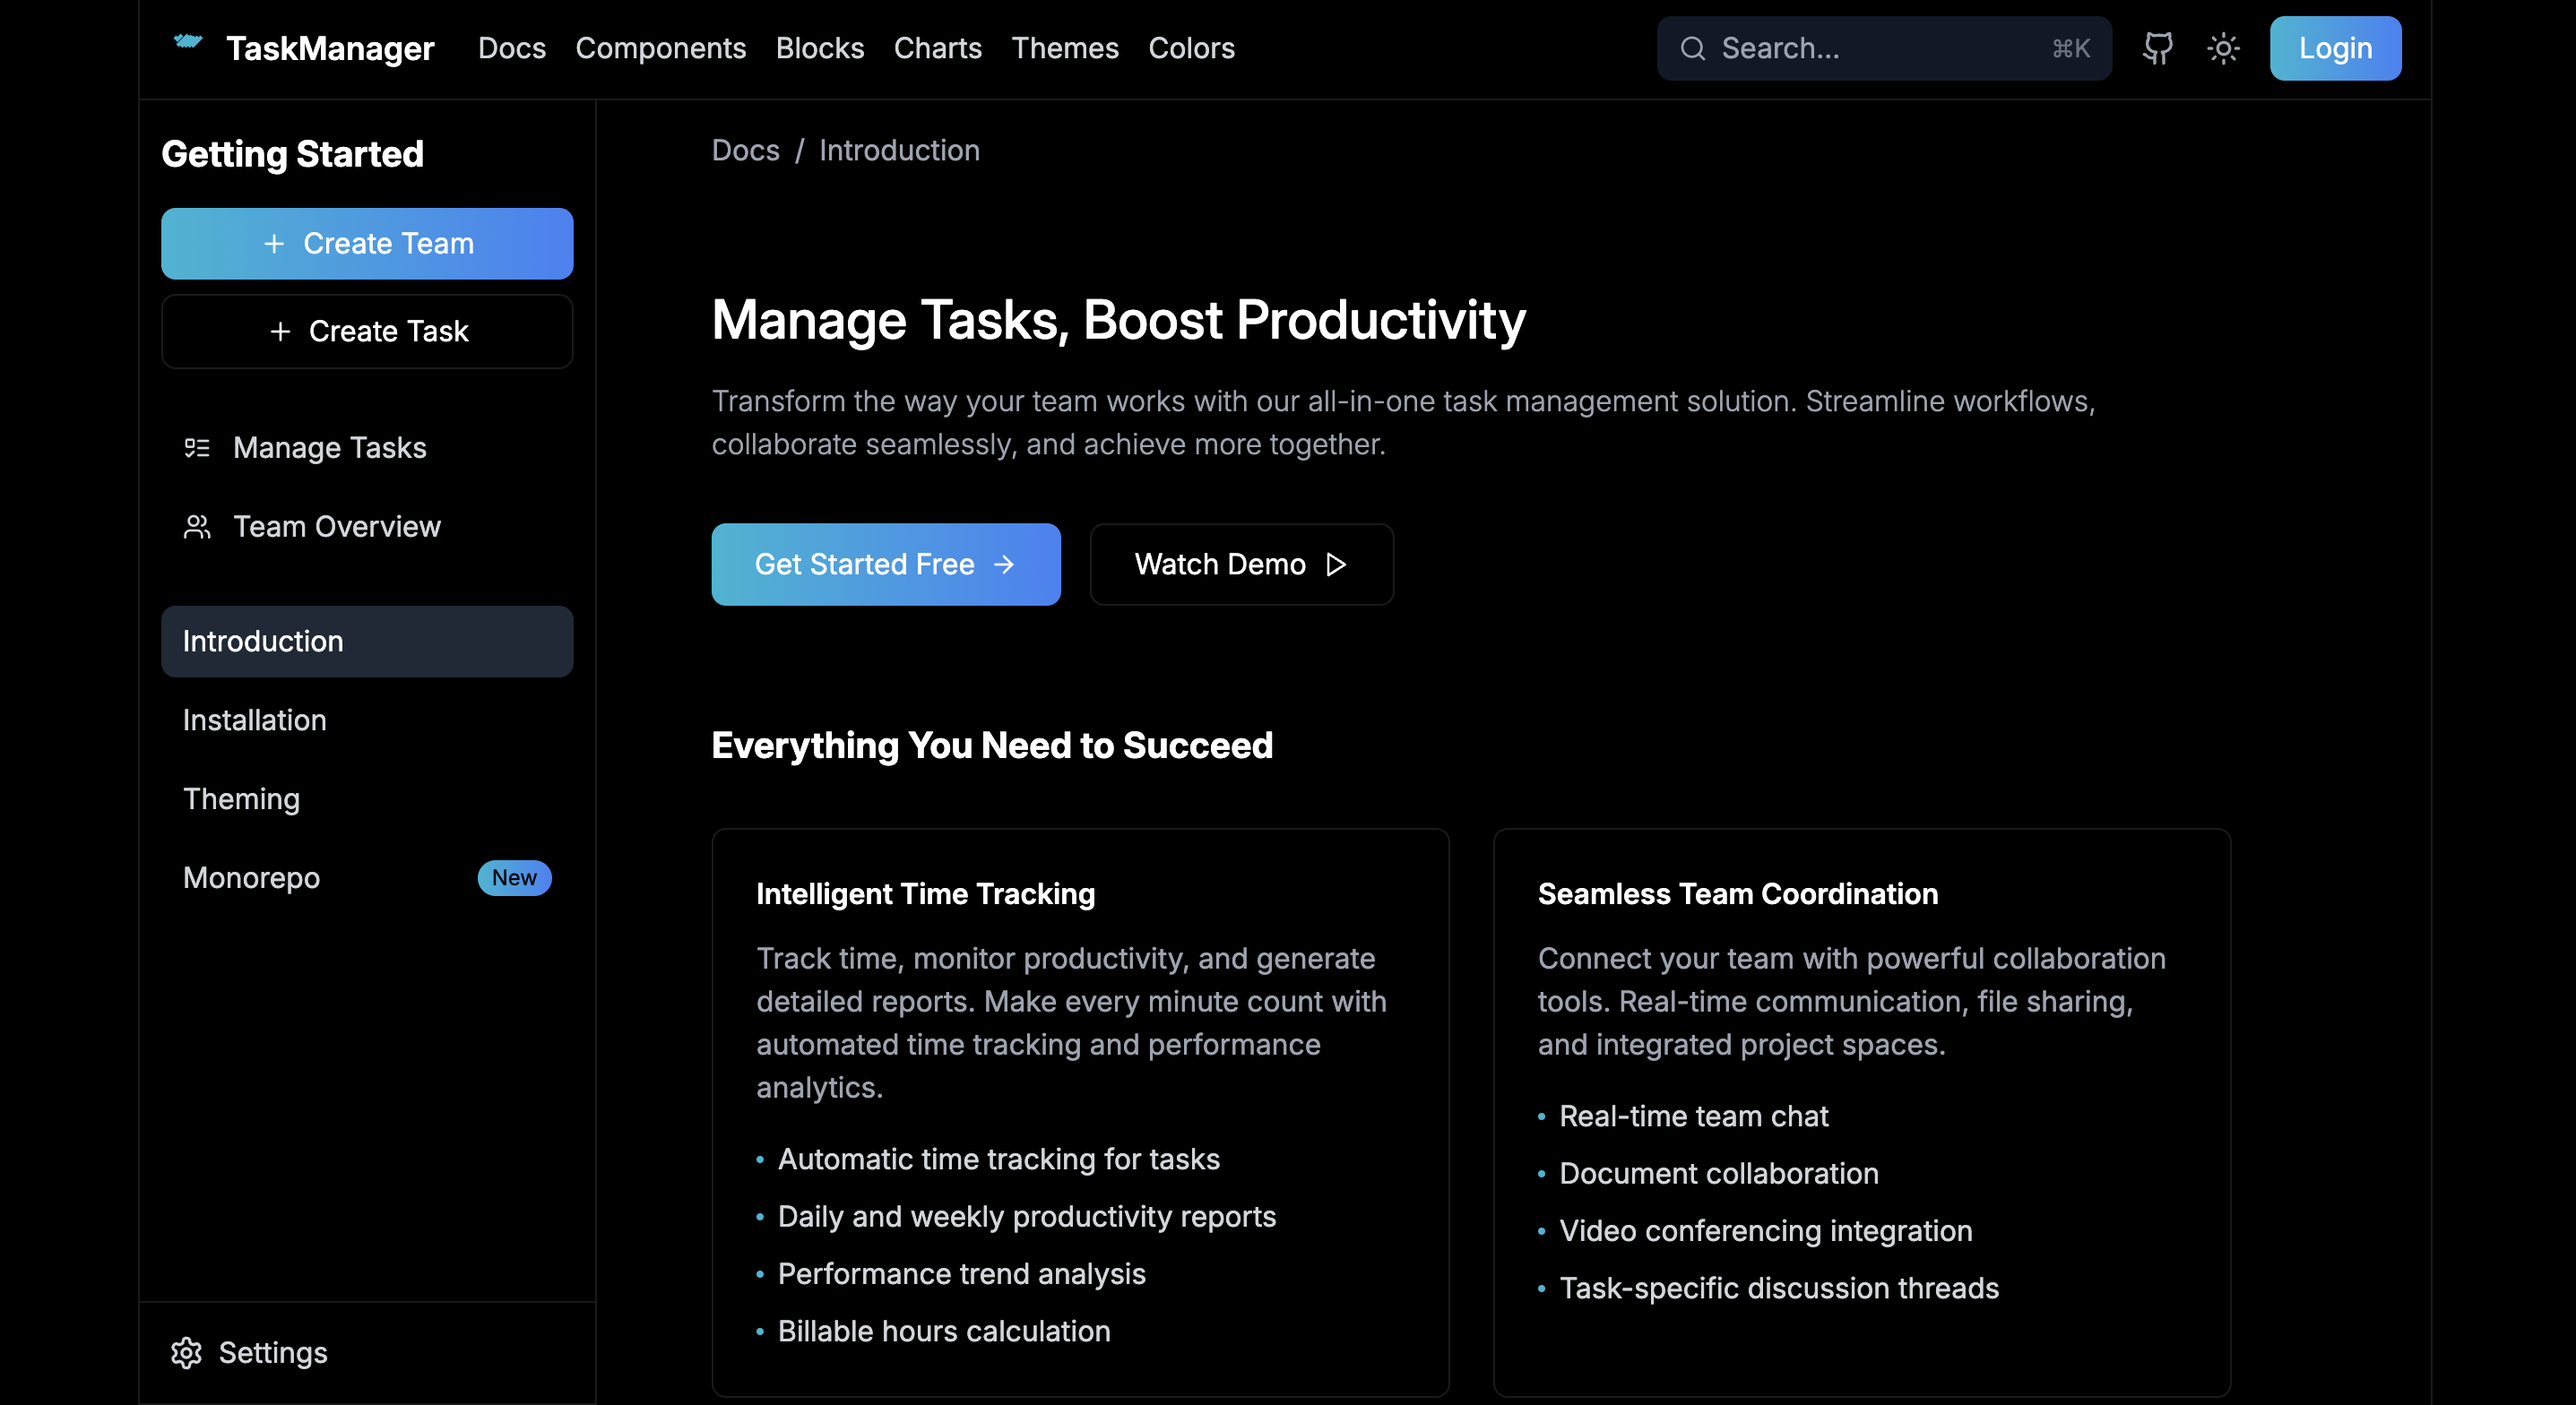 TaskManager
Docs
Components
Blocks
Charts
Themes
Colors
Search...
⌘K
Login
Getting Started
+ Create Team
+ Create Task
Manage Tasks
Team Overview
Introduction
Installation
Theming
Monorepo
New
Settings
Docs / Introduction
Manage Tasks, Boost Productivity
Transform the way your team works with our all-in-one task management solution. Streamline workflows,
collaborate seamlessly, and achieve more together.
Get Started Free →
Watch Demo
Everything You Need to Succeed
Intelligent Time Tracking
Track time, monitor productivity, and generate
detailed reports. Make every minute count with
automated time tracking and performance
analytics.
• Automatic time tracking for tasks
• Daily and weekly productivity reports
• Performance trend analysis
• Billable hours calculation
Seamless Team Coordination
Connect your team with powerful collaboration
tools. Real-time communication, file sharing,
and integrated project spaces.
• Real-time team chat
• Document collaboration
• Video conferencing integration
• Task-specific discussion threads